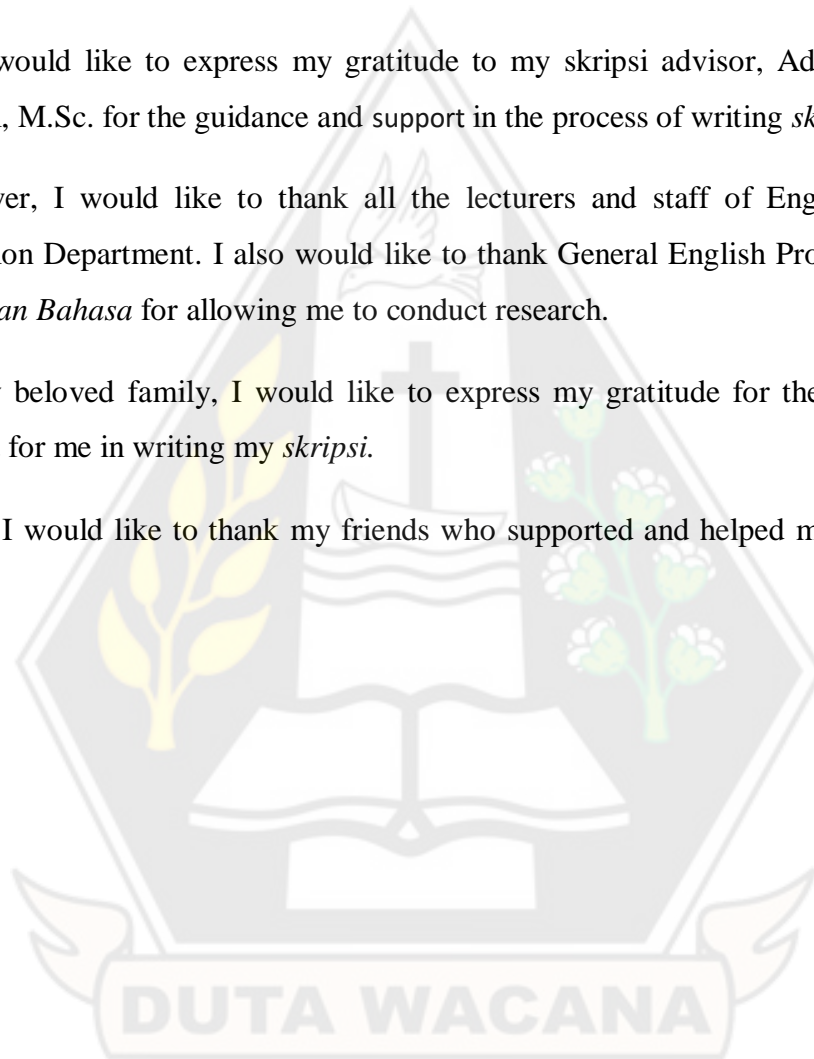 would like to express my gratitude to my skripsi advisor, Ad
, M.Sc. for the guidance and support in the process of writing sk
ver, I would like to thank all the lecturers and staff of Eng
ion Department. I also would like to thank General English Pro
an Bahasa for allowing me to conduct research.
beloved family, I would like to express my gratitude for the
for me in writing my skripsi.
I would like to thank my friends who supported and helped m
DUTA WACANA